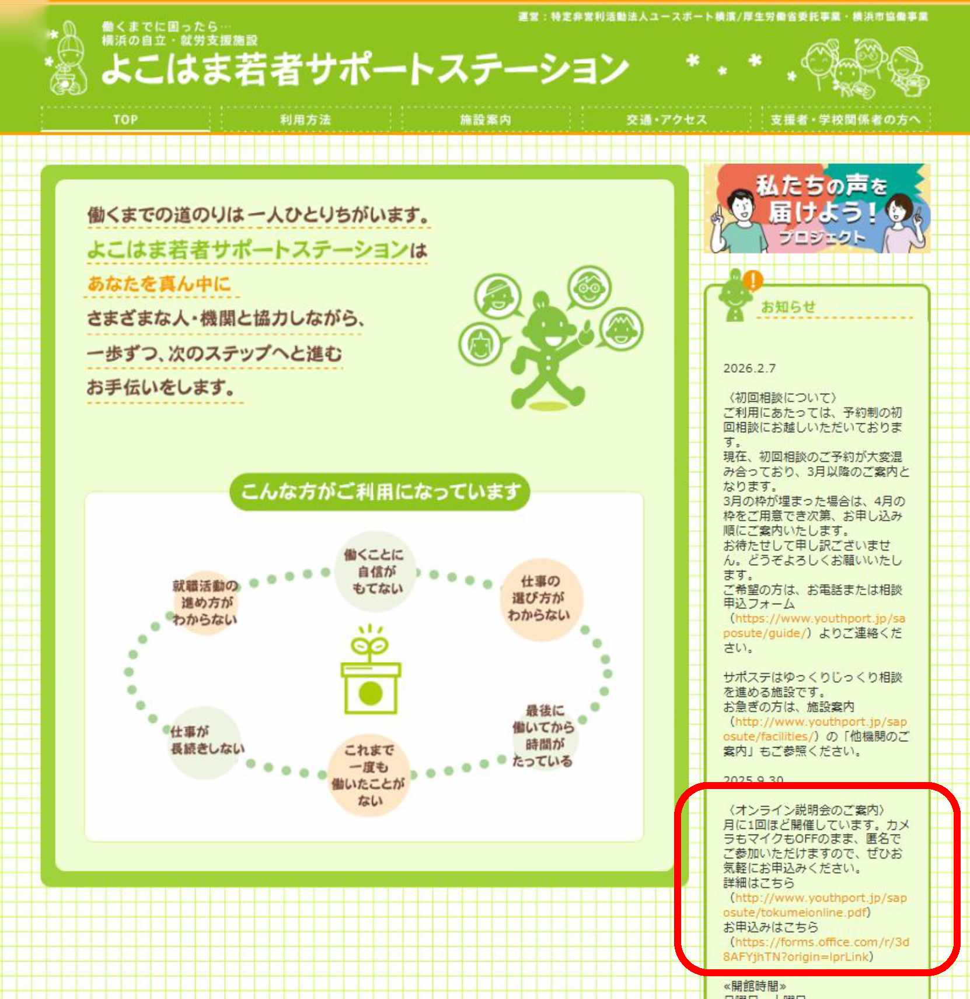 運営：特定非営利活動法人ユースポート横濱/厚生労働省委託事業・横浜市協働事業
働くまでに困ったら…
横浜の自立・就労支援施設
よこはま若者サポートステーション
TOP
利用方法
施設案内
交通・アクセス
支援者・学校関係者の方へ
働くまでの道のりは一人ひとりちがいます。
よこはま若者サポートステーションは
あなたを真ん中に
さまざまな人・機関と協力しながら、
一歩ずつ、次のステップへと進む
お手伝いをします。
こんな方がご利用になっています
働くことに
自信が
もてない
仕事の
選び方が
わからない
最後に
働いてから
時間が
たっている
これまで
一度も
働いたことが
ない
仕事が
長続きしない
就職活動の
進め方が
わからない
私たちの声を
届けよう！
プロジェクト
お知らせ
2026.2.7
〈初回相談について〉
ご利用にあたっては、予約制の初
回相談にお越しいただいておりま
す。
現在、初回相談のご予約が大変混
み合っており、3月以降のご案内と
なります。
3月の枠が埋まった場合は、4月の
枠をご用意でき次第、お申し込み
順にご案内いたします。
お待たせして申し訳ございませ
ん。どうぞよろしくお願いいたし
ます。
ご希望の方は、お電話または相談
申込フォーム
（https://www.youthport.jp/sa
posute/guide/）よりご連絡くだ
さい。
サポステはゆっくりじっくり相談
を進める施設です。
お急ぎの方は、施設案内
（http://www.youthport.jp/sap
osute/facilities/）の「他機関のご
案内」もご参照ください。
2025.9.30
〈オンライン説明会のご案内〉
月に1回ほど開催しています。カメ
ラもマイクもOFFのまま、匿名で
ご参加いただけますので、ぜひお
気軽にお申込みください。
詳細はこちら
（http://www.youthport.jp/sap
osute/tokumeionline.pdf）
お申込みはこちら
（https://forms.office.com/r/3d
8AFYjhTN?origin=lprLink）
≪開館時間≫